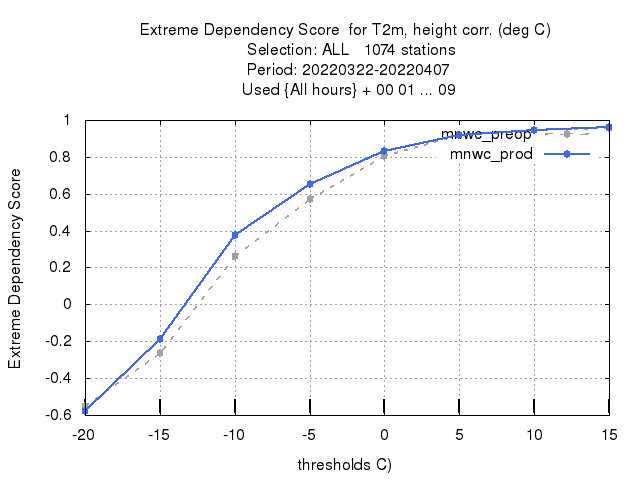 Extreme Dependency Score  for T2m, height corr. (deg C)
Selection: ALL   1074 stations
Period: 20220322-20220407
Used {All hours} + 00 01 ... 09
Extreme Dependency Score
1
0.8
0.6
0.4
0.2
0
-0.2
-0.4
-0.6
mnwc_preop
mnwc_prod
-20 -15 -10 -5 0 5 10 15
thresholds C)